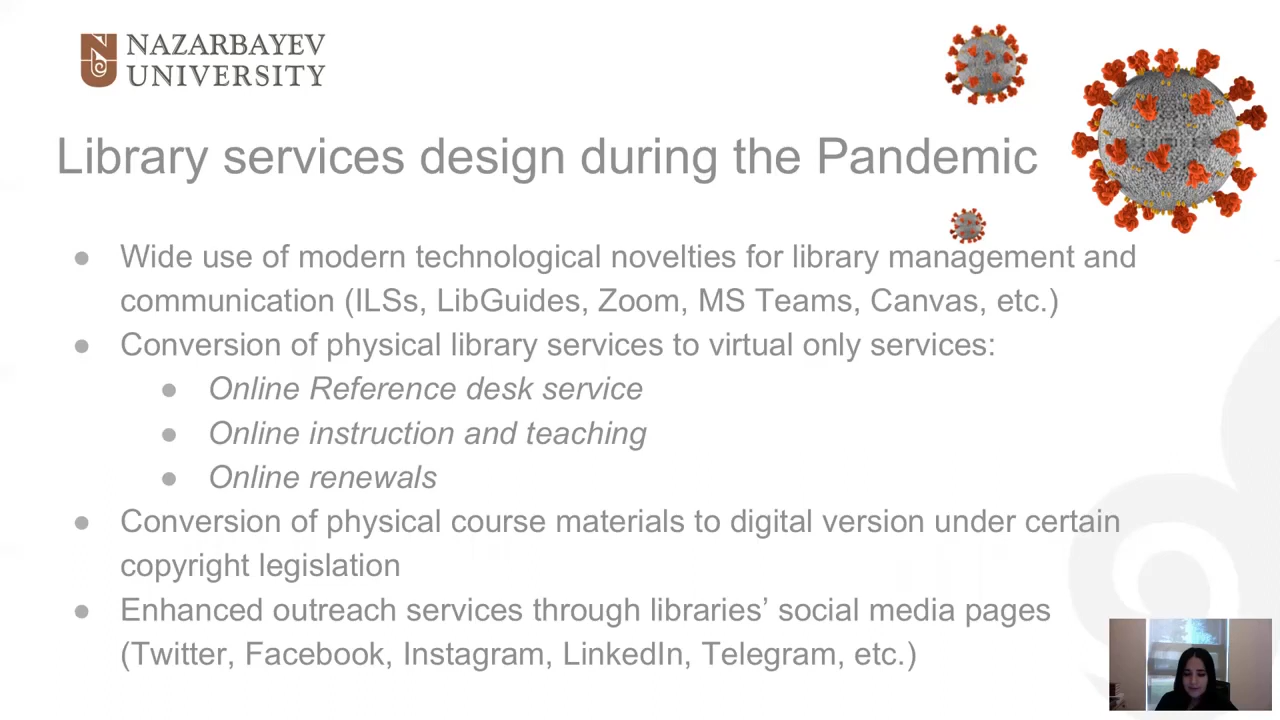 NAZARBAYEV
UNIVERSITY
Library services design during the Pandemic
● Wide use of modern technological novelties for library management and
communication (ILSs, LibGuides, Zoom, MS Teams, Canvas, etc.)
● Conversion of physical library services to virtual only services:
● Online Reference desk service
● Online instruction and teaching
● Online renewals
● Conversion of physical course materials to digital version under certain
copyright legislation
● Enhanced outreach services through libraries’ social media pages
(Twitter, Facebook, Instagram, LinkedIn, Telegram, etc.)